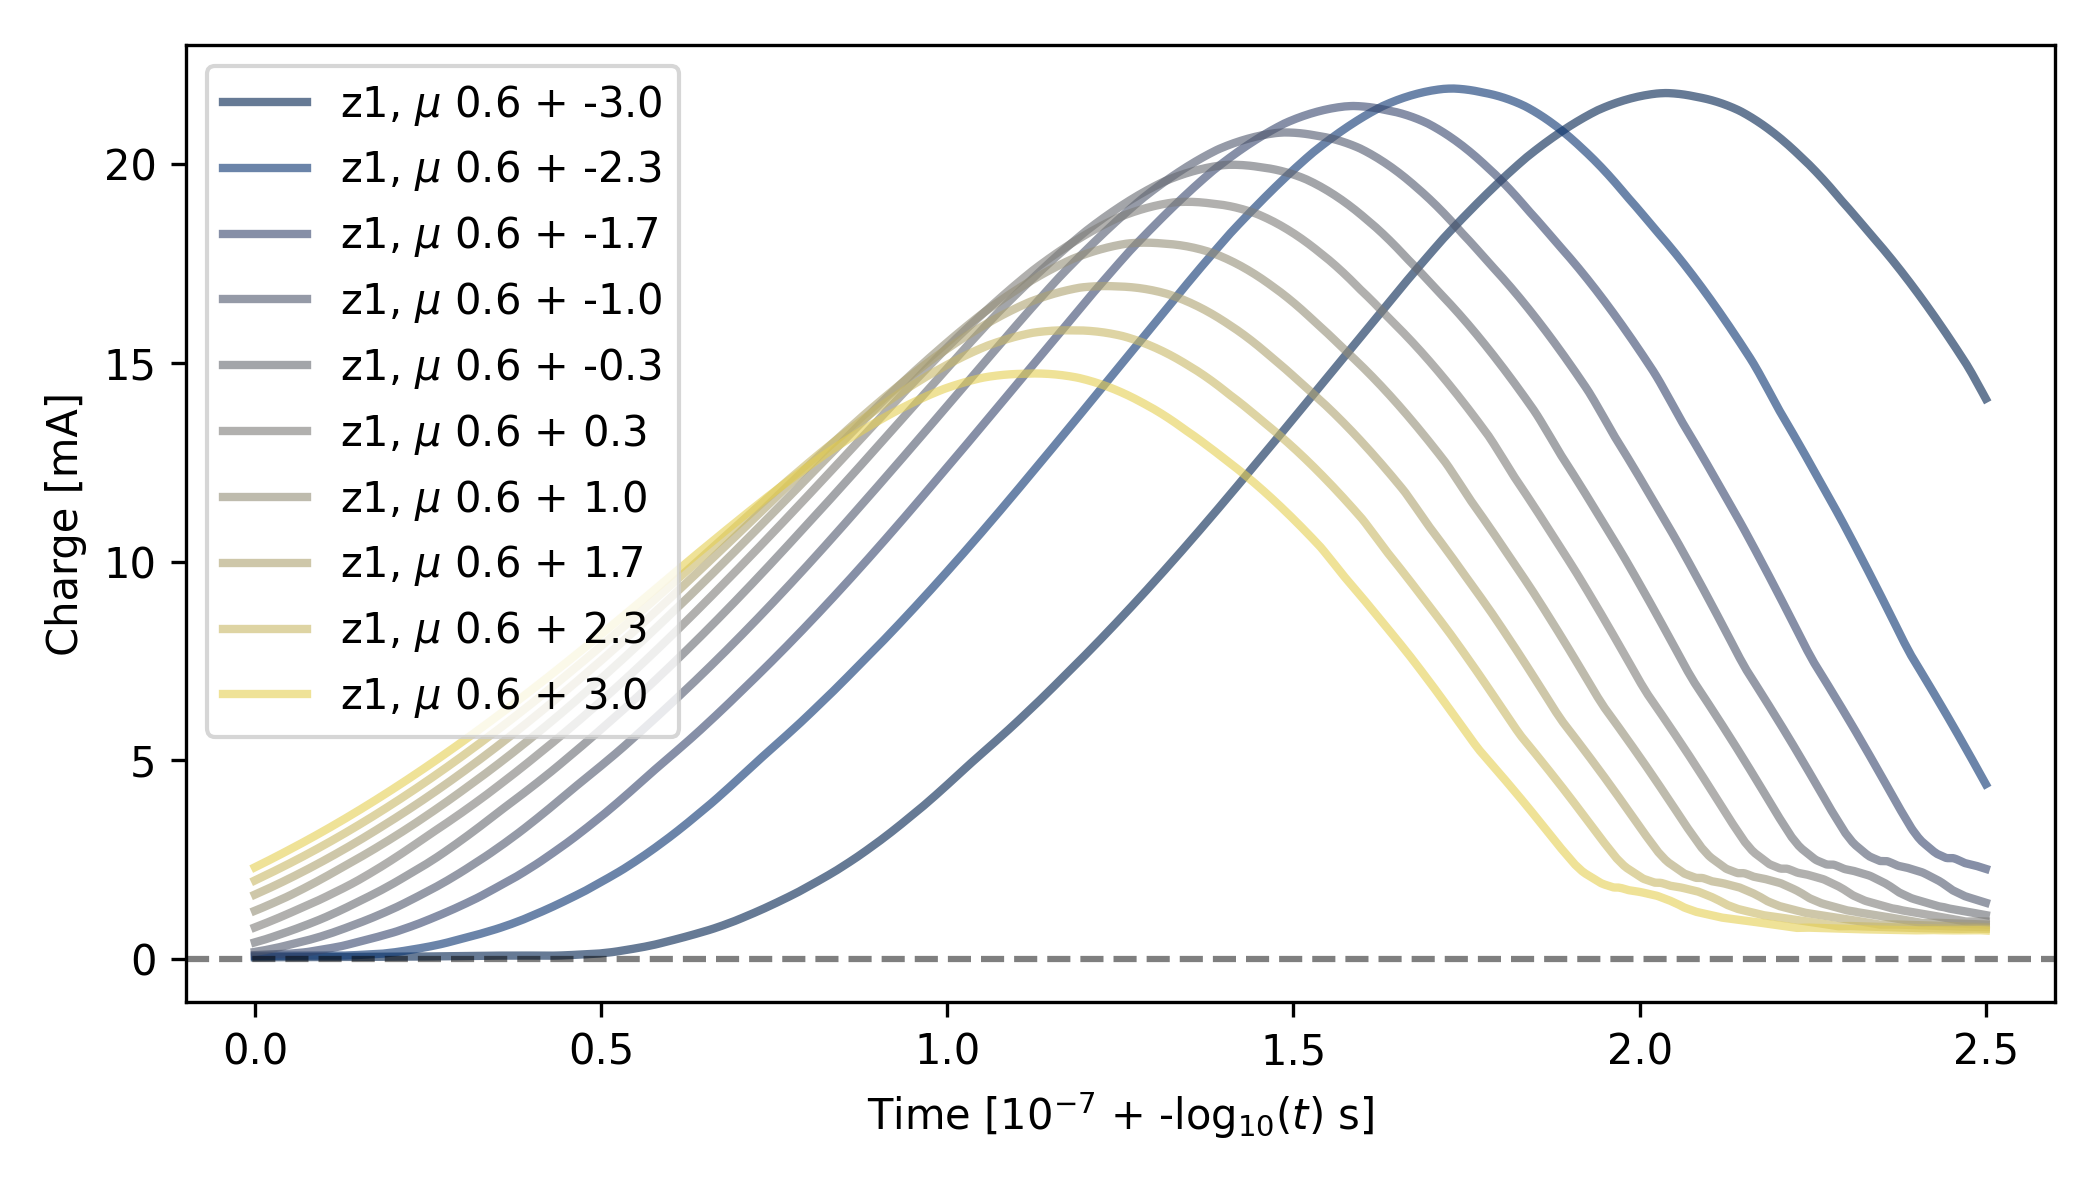 z1, μ 0.6 + -3.0
z1, μ 0.6 + -2.3
z1, μ 0.6 + -1.7
z1, μ 0.6 + -1.0
z1, μ 0.6 + -0.3
z1, μ 0.6 + 0.3
z1, μ 0.6 + 1.0
z1, μ 0.6 + 1.7
z1, μ 0.6 + 2.3
z1, μ 0.6 + 3.0
Charge [mA]
20
15
10
5
0
0.0 0.5 1.0 1.5 2.0 2.5
Time [10⁻⁷ + -log₁₀(t) s]